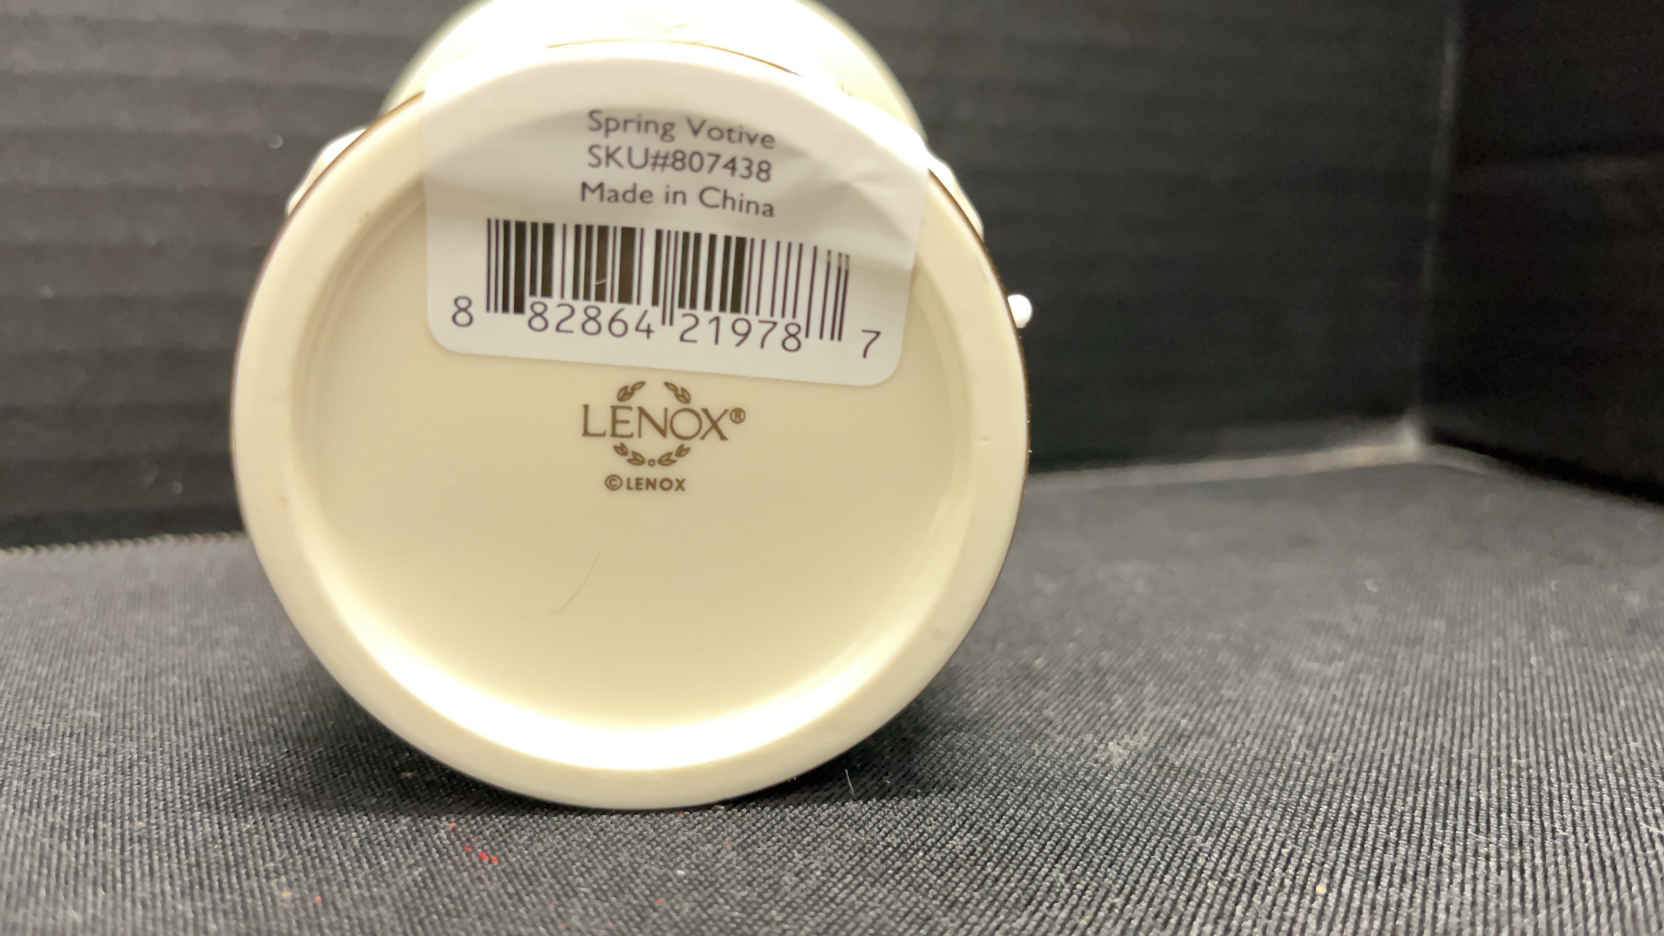 Spring Votive
SKU#807438
Made in China
8 82864 21978 7
LENOX®
©LENOX